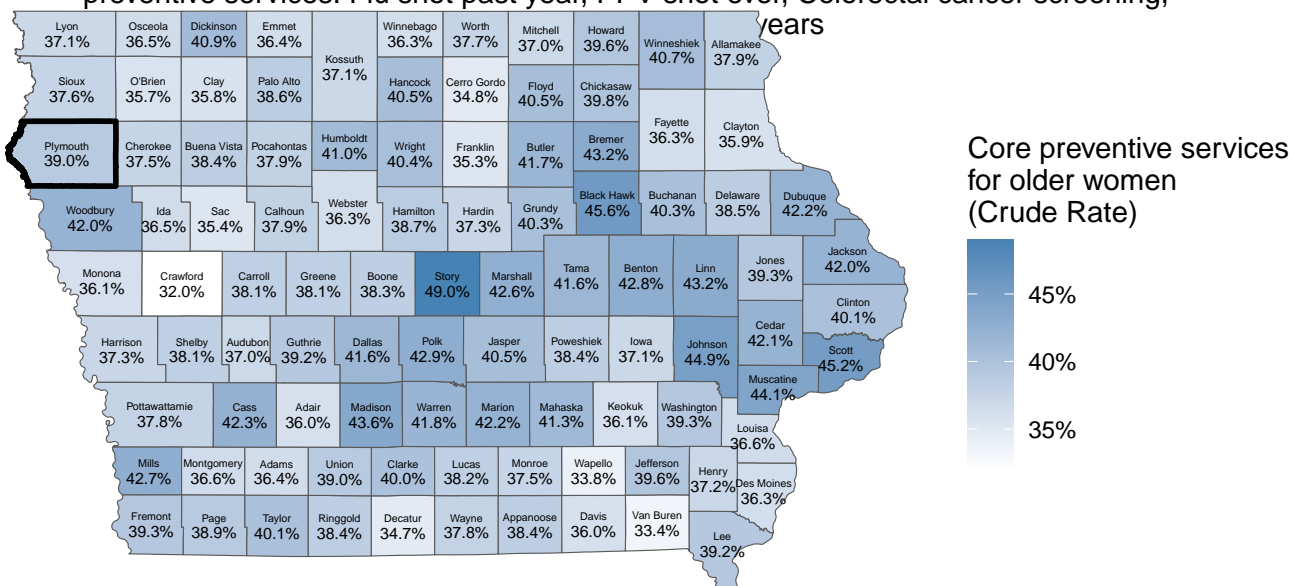 preventive services: Flu shot past year, PPV shot ever, Colorectal cancer screening,
years
Lyon Osceola Dickinson Emmet Winnebago Worth Mitchell Howard Winneshiek Allamakee
37.1% 36.5% 40.9% 36.4% 36.3% 37.7% 37.0% 39.6% 40.7% 37.9%
Kossuth
37.1%
Sioux O'Brien Clay Palo Alto Hancock Cerro Gordo Floyd Chickasaw
37.6% 35.7% 35.8% 38.6% 40.5% 34.8% 40.5% 39.8%
Fayette Clayton
36.3% 35.9%
Plymouth Cherokee Buena Vista Pocahontas Humboldt Wright Franklin Butler Bremer
39.0% 37.5% 38.4% 37.9% 41.0% 40.4% 35.3% 41.7% 43.2%
Woodbury Ida Sac Calhoun Webster Hamilton Hardin Grundy Black Hawk Buchanan Delaware Dubuque
42.0% 36.5% 35.4% 37.9% 36.3% 38.7% 37.3% 40.3% 45.6% 40.3% 38.5% 42.2%
Monona Crawford Carroll Greene Boone Story Marshall Tama Benton Linn Jones Jackson
36.1% 32.0% 38.1% 38.1% 38.3% 49.0% 42.6% 41.6% 42.8% 43.2% 39.3% 42.0%
Clinton
40.1%
Harrison Shelby Audubon Guthrie Dallas Polk Jasper Poweshiek Iowa Johnson Cedar Scott
37.3% 38.1% 37.0% 39.2% 41.6% 42.9% 40.5% 38.4% 37.1% 44.9% 42.1% 45.2%
Muscatine
44.1%
Pottawattamie Cass Adair Madison Warren Marion Mahaska Keokuk Washington
37.8% 42.3% 36.0% 43.6% 41.8% 42.2% 41.3% 36.1% 39.3%
Louisa
36.6%
Mills Montgomery Adams Union Clarke Lucas Monroe Wapello Jefferson Henry Des Moines
42.7% 36.6% 36.4% 39.0% 40.0% 38.2% 37.5% 33.8% 39.6% 37.2% 36.3%
Fremont Page Taylor Ringgold Decatur Wayne Appanoose Davis Van Buren
39.3% 38.9% 40.1% 38.4% 34.7% 37.8% 38.4% 36.0% 33.4%
Lee
39.2%
Core preventive services
for older women
(Crude Rate)
45%
40%
35%